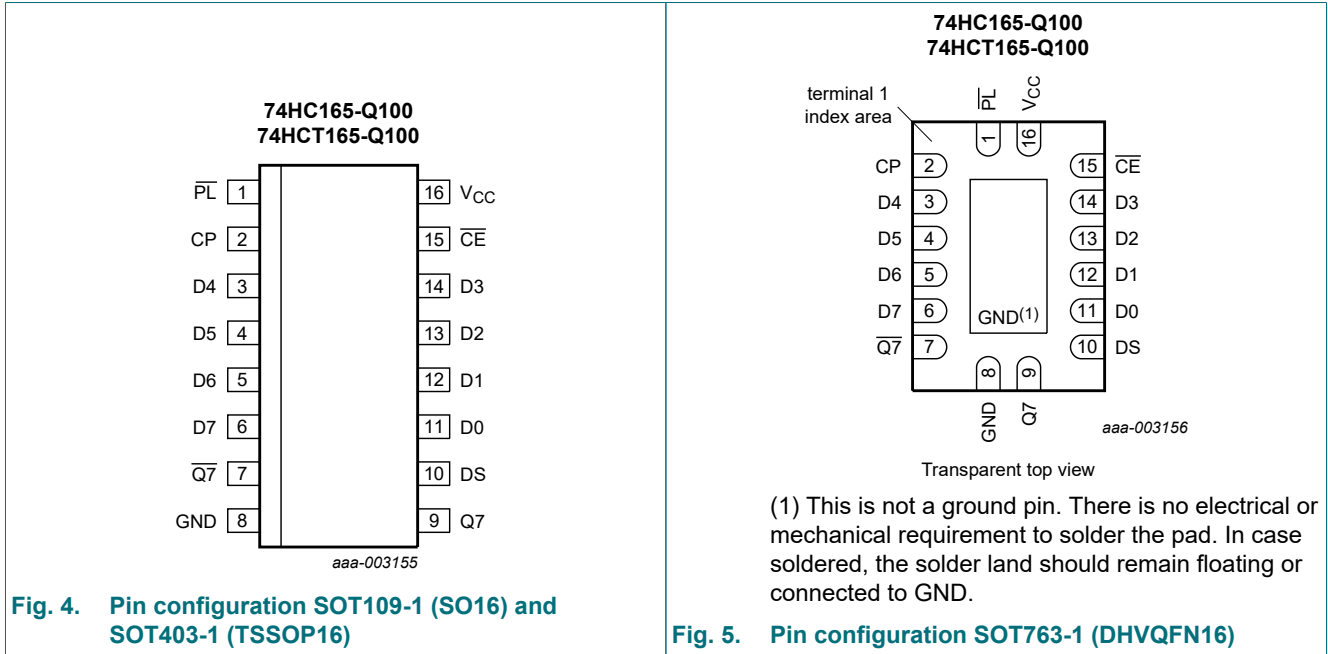 74HC165-Q100
74HCT165-Q100
PL 1
16 VCC
CP 2
15 CE
D4 3
14 D3
D5 4
13 D2
D6 5
12 D1
D7 6
11 D0
Q7 7
10 DS
GND 8
9 Q7
aaa-003155
Fig. 4. Pin configuration SOT109-1 (SO16) and
SOT403-1 (TSSOP16)
74HC165-Q100
74HCT165-Q100
terminal 1
index area
PL
VCC
1
16
CP 2
15 CE
D4 3
14 D3
D5 4
13 D2
D6 5
12 D1
D7 6
11 D0
GND(1)
Q7 7
10 DS
8
9
GND
Q7
aaa-003156
Transparent top view
(1) This is not a ground pin. There is no electrical or
mechanical requirement to solder the pad. In case
soldered, the solder land should remain floating or
connected to GND.
Fig. 5. Pin configuration SOT763-1 (DHVQFN16)